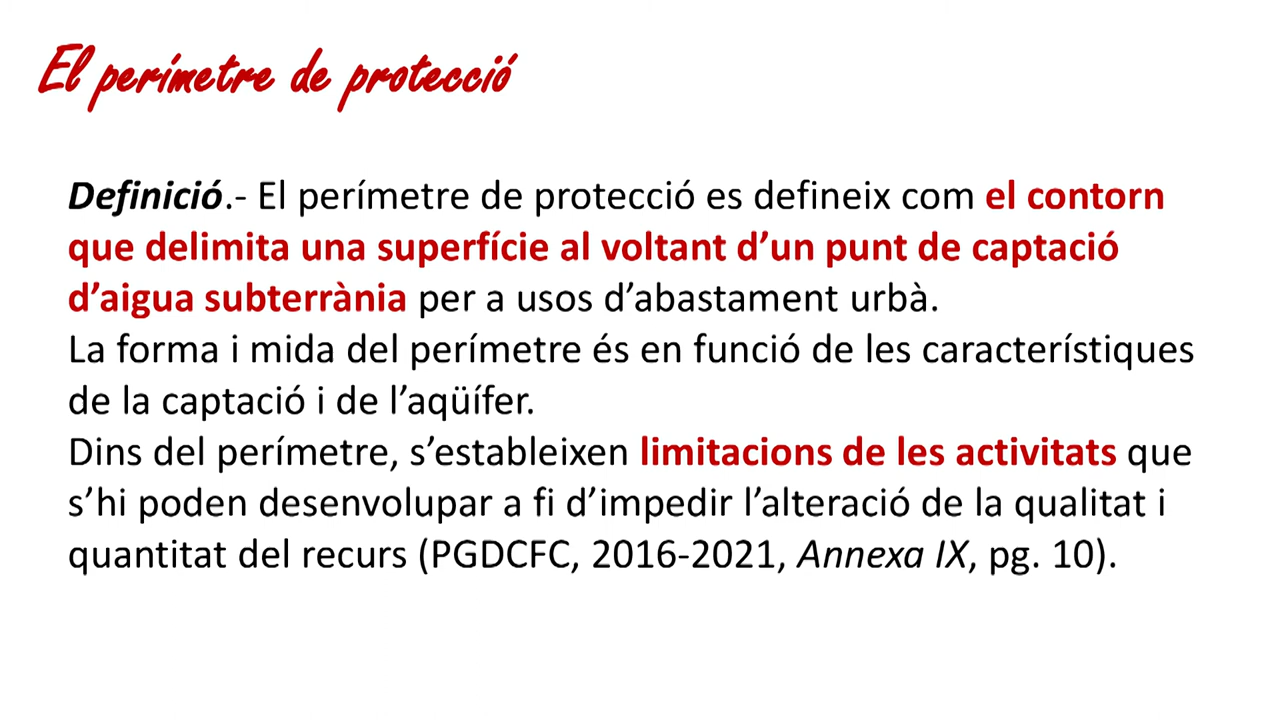 El perímetre de protecció
Definició.- El perímetre de protecció es defineix com el contorn
que delimita una superfície al voltant d’un punt de captació
d’aigua subterrània per a usos d’abastament urbà.
La forma i mida del perímetre és en funció de les característiques
de la captació i de l’aqüífer.
Dins del perímetre, s’estableixen limitacions de les activitats que
s’hi poden desenvolupar a fi d’impedir l’alteració de la qualitat i
quantitat del recurs (PGDCFC, 2016-2021, Annexa IX, pg. 10).